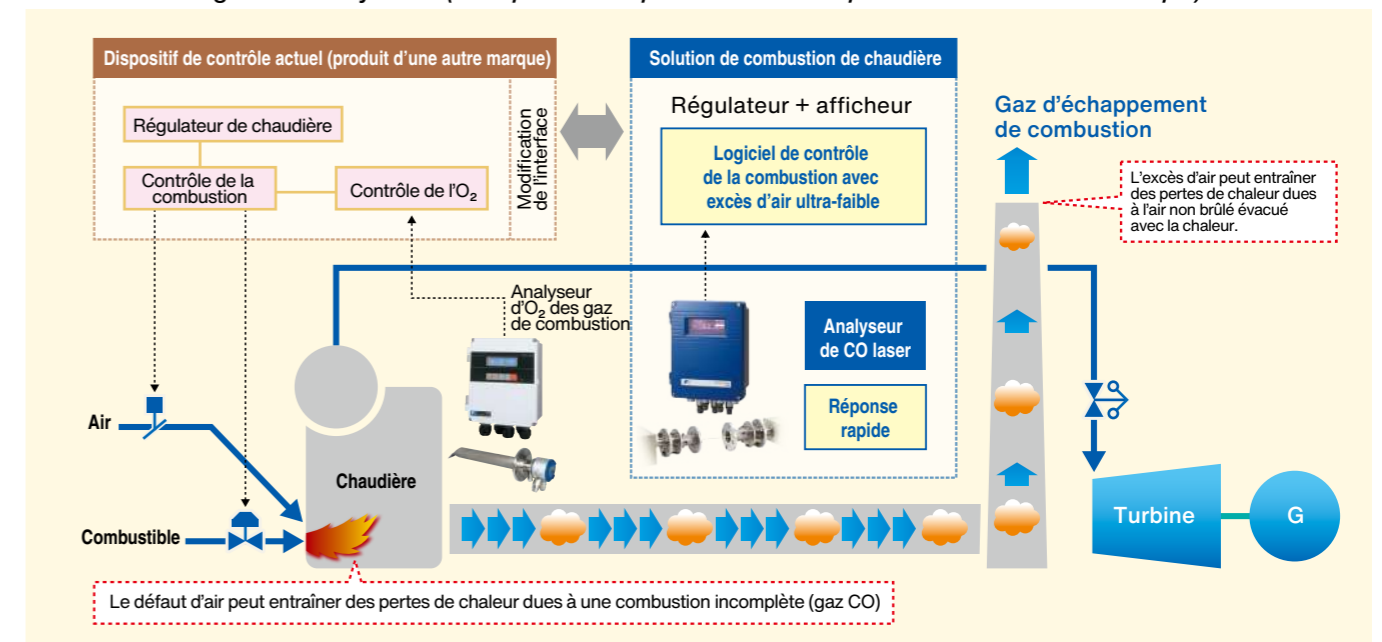 Dispositif de contrôle actuel (produit d'une autre marque)
Régulateur de chaudière
Contrôle de la
combustion
Contrôle de l'O₂
Modification
de l'interface
Solution de combustion de chaudière
Régulateur + afficheur
Logiciel de contrôle
de la combustion avec
excès d'air ultra-faible
Analyseur
de CO laser
Réponse
rapide
Gaz d'échappement
de combustion
L'excès d'air peut entraîner
des pertes de chaleur dues
à l'air non brûlé évacué
avec la chaleur.
Analyseur
d'O₂ des gaz
de combustion
Air
Chaudière
Combustible
Turbine
G
Le défaut d'air peut entraîner des pertes de chaleur dues à une combustion incomplète (gaz CO)